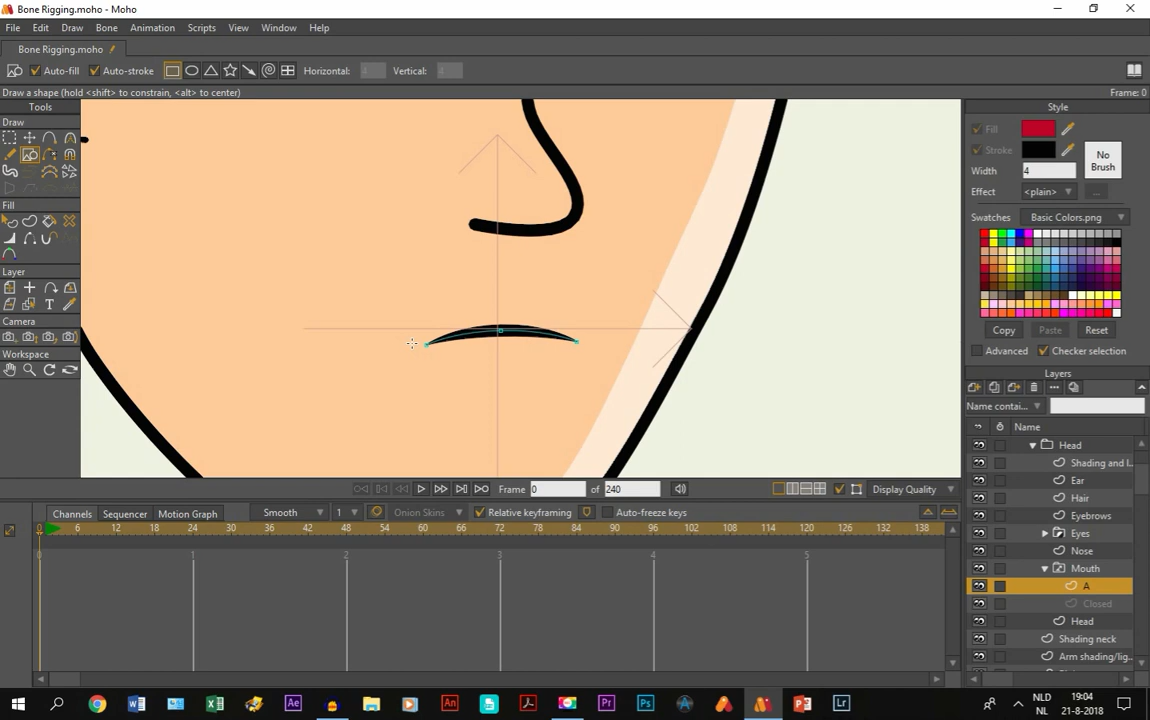 Bone Rigging.moho - Moho
File Edit Draw Bone Animation Scripts View Window Help
Bone Rigging.moho
Auto-fill Auto-stroke Horizontal: 4 Vertical: 4
Draw a shape (hold <shift> to constrain, <alt> to center) Frame: 0
Tools
Draw
Fill
Layer
Camera
Workspace
Style
Fill
Stroke
Width
4
Effect <plain> ...
No
Brush
Swatches Basic Colors.png
Copy Paste Reset
Advanced Checker selection
Layers
Name contai...
Name
Head
Shading and l...
Ear
Hair
Eyebrows
Eyes
Nose
Mouth
A
Closed
Head
Shading neck
Arm shading/lig...
Frame 0 of 240 Display Quality
Channels Sequencer Motion Graph Smooth 1 Onion Skins Relative keyframing Auto-freeze keys
0 6 12 18 24 30 36 42 48 54 60 66 72 78 84 90 96 102 108 114 120 126 132 138
0 1 2 3 4 5
NLD 19:04
NL 21-8-2018